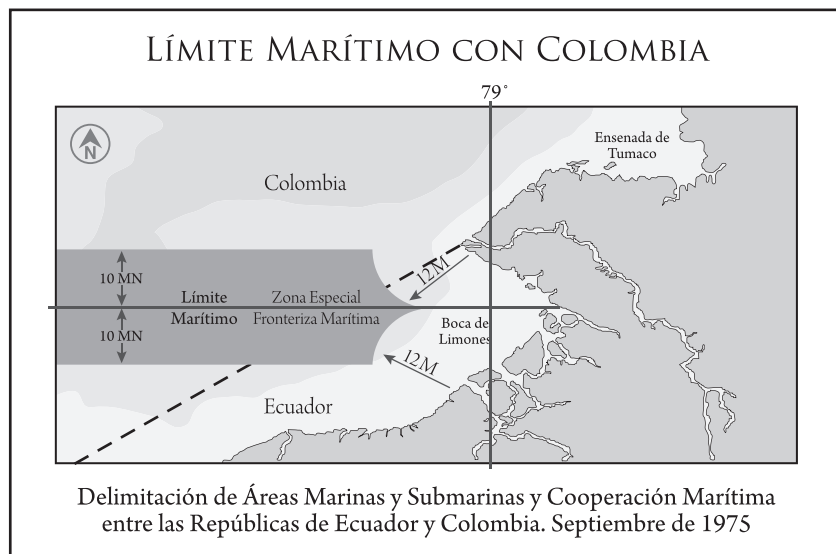 Límite Marítimo con Colombia
79°
N
Ensenada de
Tumaco
Colombia
12M
10 MN
Límite
Marítimo
Zona Especial
Fronteriza Marítima
10 MN
Boca de
Limones
12M
Ecuador
Delimitación de Áreas Marinas y Submarinas y Cooperación Marítima
entre las Repúblicas de Ecuador y Colombia. Septiembre de 1975